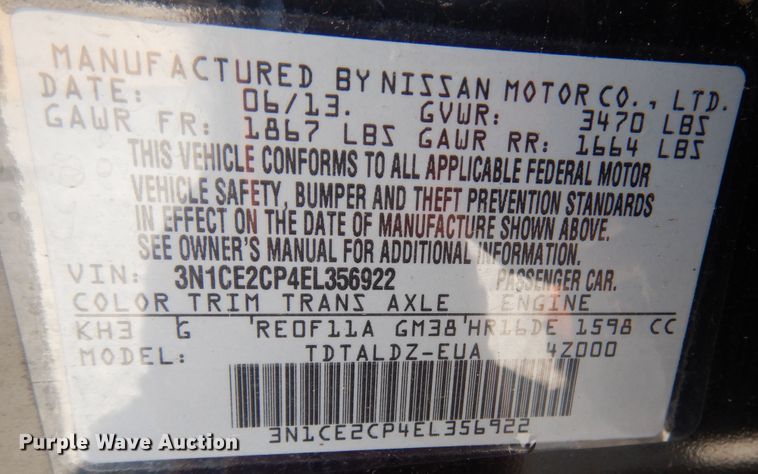 MANUFACTURED BY NISSAN MOTOR CO., LTD.
DATE: 06/13. GVWR: 3470 LBS
GAWR FR: 1867 LBS GAWR RR: 1664 LBS
THIS VEHICLE CONFORMS TO ALL APPLICABLE FEDERAL MOTOR
VEHICLE SAFETY, BUMPER AND THEFT PREVENTION STANDARDS
IN EFFECT ON THE DATE OF MANUFACTURE SHOWN ABOVE.
SEE OWNER'S MANUAL FOR ADDITIONAL INFORMATION.
VIN: 3N1CE2CP4EL356922 PASSENGER CAR.
COLOR TRIM TRANS AXLE ENGINE
KH3 G RE0F11A GM38 HR16DE 1598 CC
MODEL: TDTALDZ-EUA 4Z000
3N1CE2CP4EL356922
Purple Wave Auction